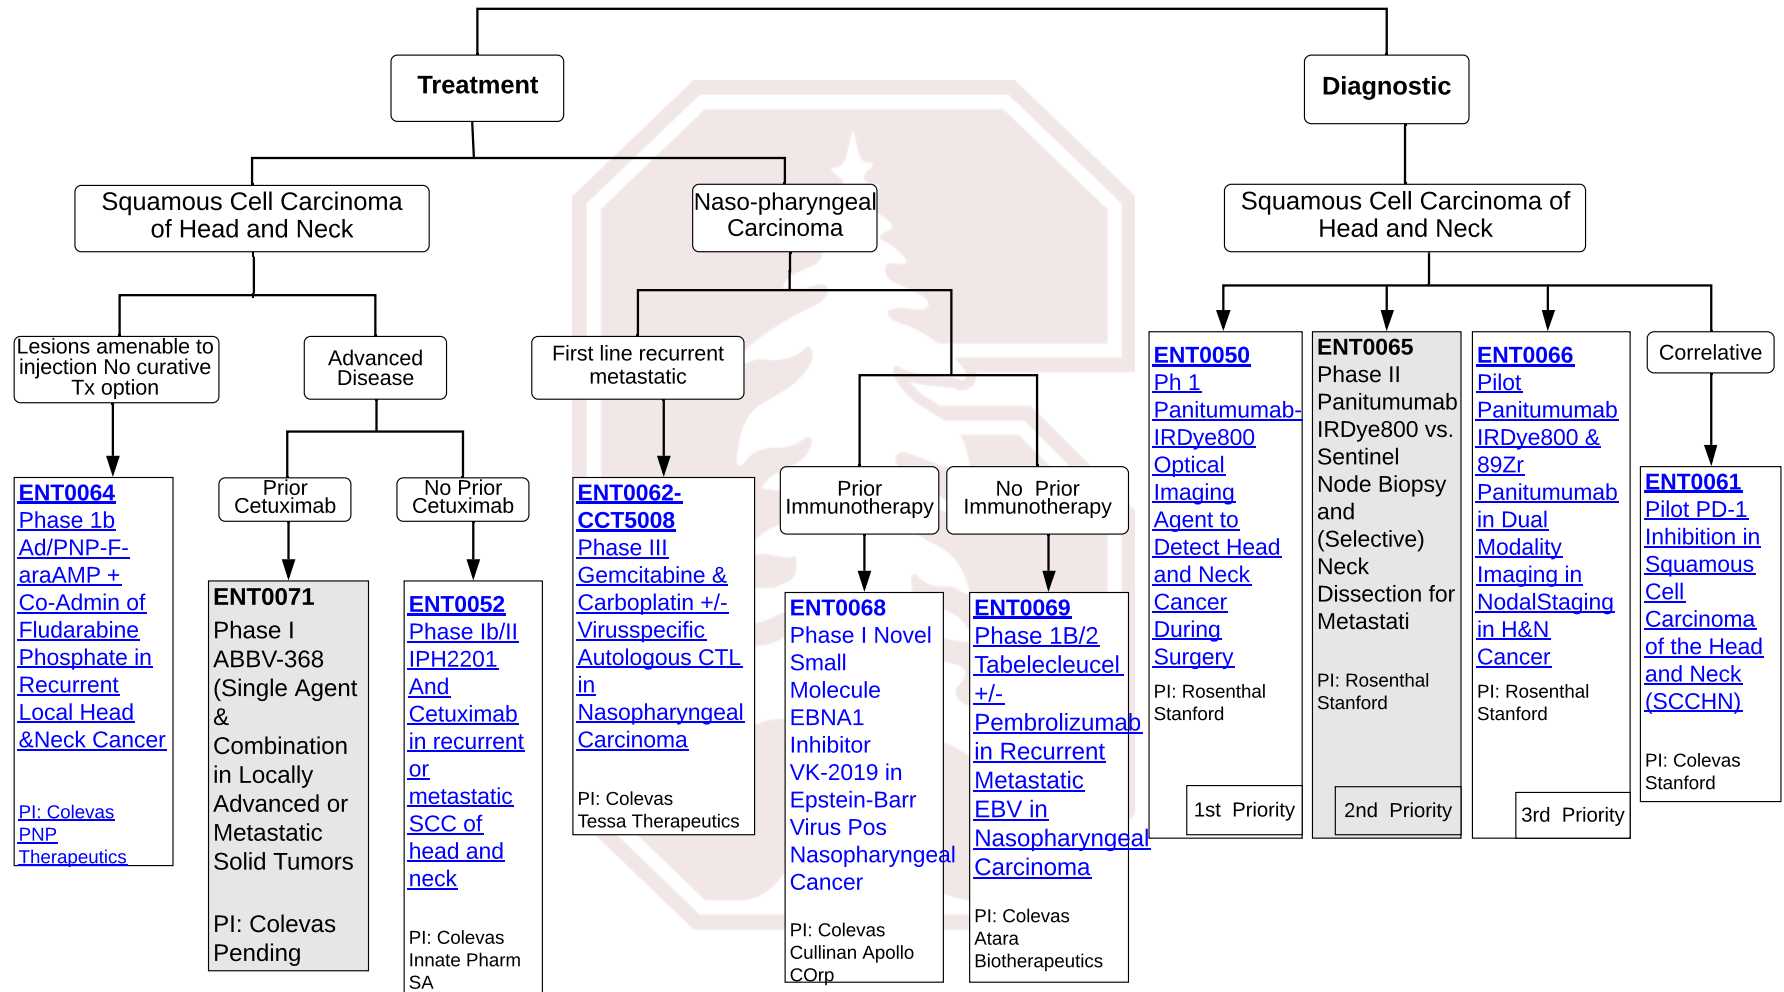 Treatment
Diagnostic
Squamous Cell Carcinoma
of Head and Neck
Naso-pharyngeal
Carcinoma
Squamous Cell Carcinoma of
Head and Neck
Lesions amenable to
injection No curative
Tx option
Advanced
Disease
First line recurrent
metastatic
Correlative
Prior
Cetuximab
No Prior
Cetuximab
Prior
Immunotherapy
No Prior
Immunotherapy
ENT0064
Phase 1b
Ad/PNP-F-
araAMP +
Co-Admin of
Fludarabine
Phosphate in
Recurrent
Local Head
&Neck Cancer
PI: Colevas
PNP
Therapeutics
ENT0071
Phase I
ABBV-368
(Single Agent
&
Combination
in Locally
Advanced or
Metastatic
Solid Tumors
PI: Colevas
Pending
ENT0052
Phase Ib/II
IPH2201
And
Cetuximab
in recurrent
or
metastatic
SCC of
head and
neck
PI: Colevas
Innate Pharm
SA
ENT0062-
CCT5008
Phase III
Gemcitabine &
Carboplatin +/-
Virusspecific
Autologous CTL
in
Nasopharyngeal
Carcinoma
PI: Colevas
Tessa Therapeutics
ENT0068
Phase I Novel
Small
Molecule
EBNA1
Inhibitor
VK-2019 in
Epstein-Barr
Virus Pos
Nasopharyngeal
Cancer
PI: Colevas
Cullinan Apollo
COrp
ENT0069
Phase 1B/2
Tabelecleucel
+/-
Pembrolizumab
in Recurrent
Metastatic
EBV in
Nasopharyngeal
Carcinoma
PI: Colevas
Atara
Biotherapeutics
ENT0050
Ph 1
Panitumumab-
IRDye800
Optical
Imaging
Agent to
Detect Head
and Neck
Cancer
During
Surgery
PI: Rosenthal
Stanford
1st Priority
ENT0065
Phase II
Panitumumab
IRDye800 vs.
Sentinel
Node Biopsy
and
(Selective)
Neck
Dissection for
Metastati
PI: Rosenthal
Stanford
2nd Priority
ENT0066
Pilot
Panitumumab
IRDye800 &
89Zr
Panitumumab
in Dual
Modality
Imaging in
NodalStaging
in H&N
Cancer
PI: Rosenthal
Stanford
3rd Priority
ENT0061
Pilot PD-1
Inhibition in
Squamous
Cell
Carcinoma
of the Head
and Neck
(SCCHN)
PI: Colevas
Stanford